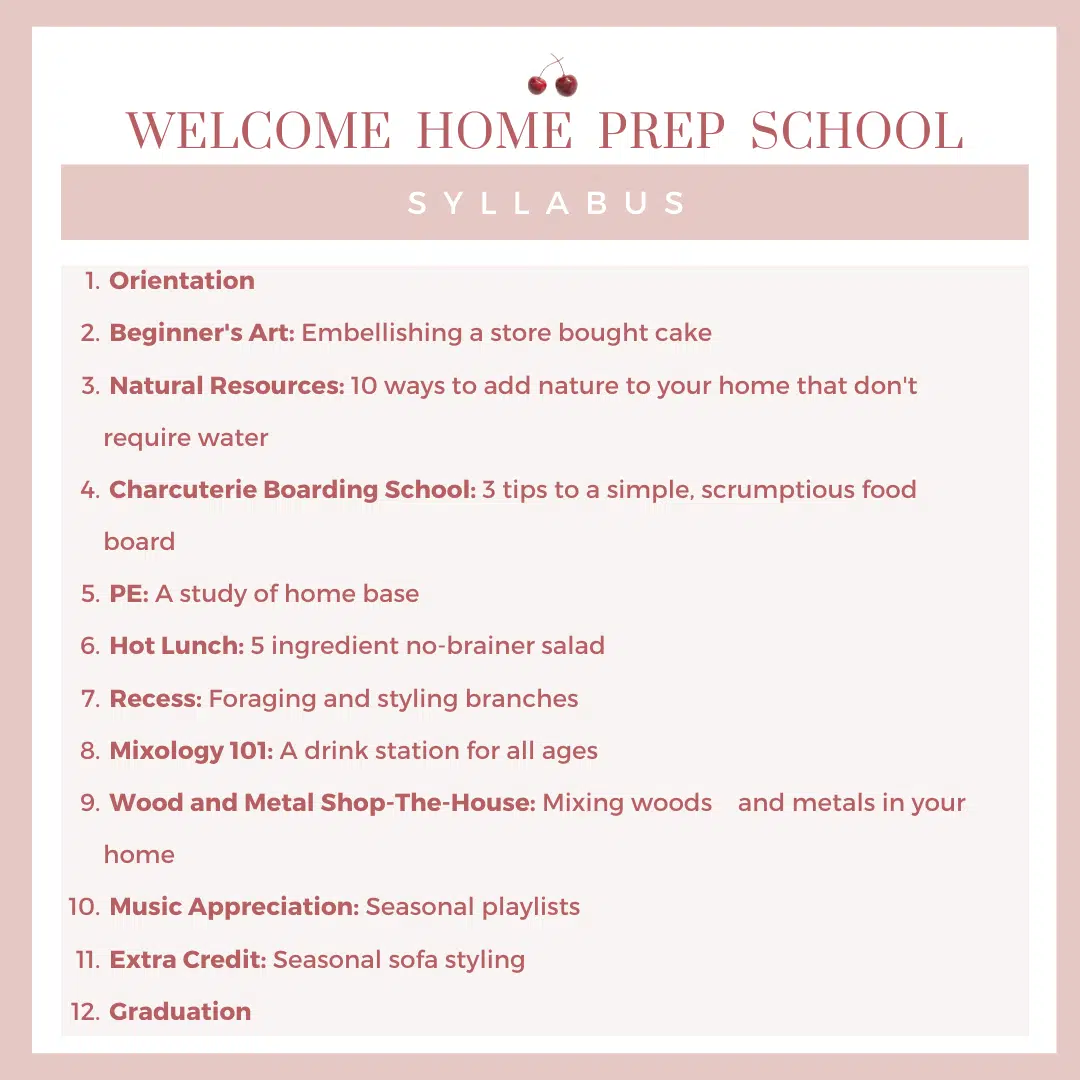 WELCOME HOME PREP SCHOOL
SYLLABUS
1. Orientation
2. Beginner's Art: Embellishing a store bought cake
3. Natural Resources: 10 ways to add nature to your home that don't
require water
4. Charcuterie Boarding School: 3 tips to a simple, scrumptious food
board
5. PE: A study of home base
6. Hot Lunch: 5 ingredient no-brainer salad
7. Recess: Foraging and styling branches
8. Mixology 101: A drink station for all ages
9. Wood and Metal Shop-The-House: Mixing woods and metals in your
home
10. Music Appreciation: Seasonal playlists
11. Extra Credit: Seasonal sofa styling
12. Graduation